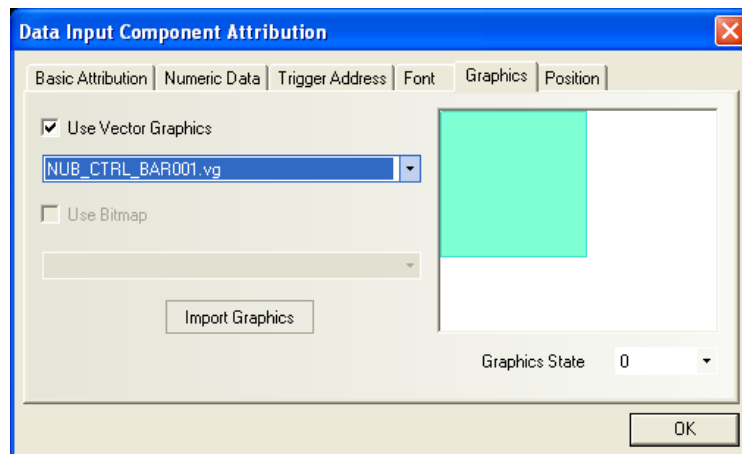 Data Input Component Attribution
Basic Attribution Numeric Data Trigger Address Font Graphics Position
Use Vector Graphics
NUB_CTRL_BAR001.vg
Use Bitmap
Import Graphics
Graphics State 0
OK